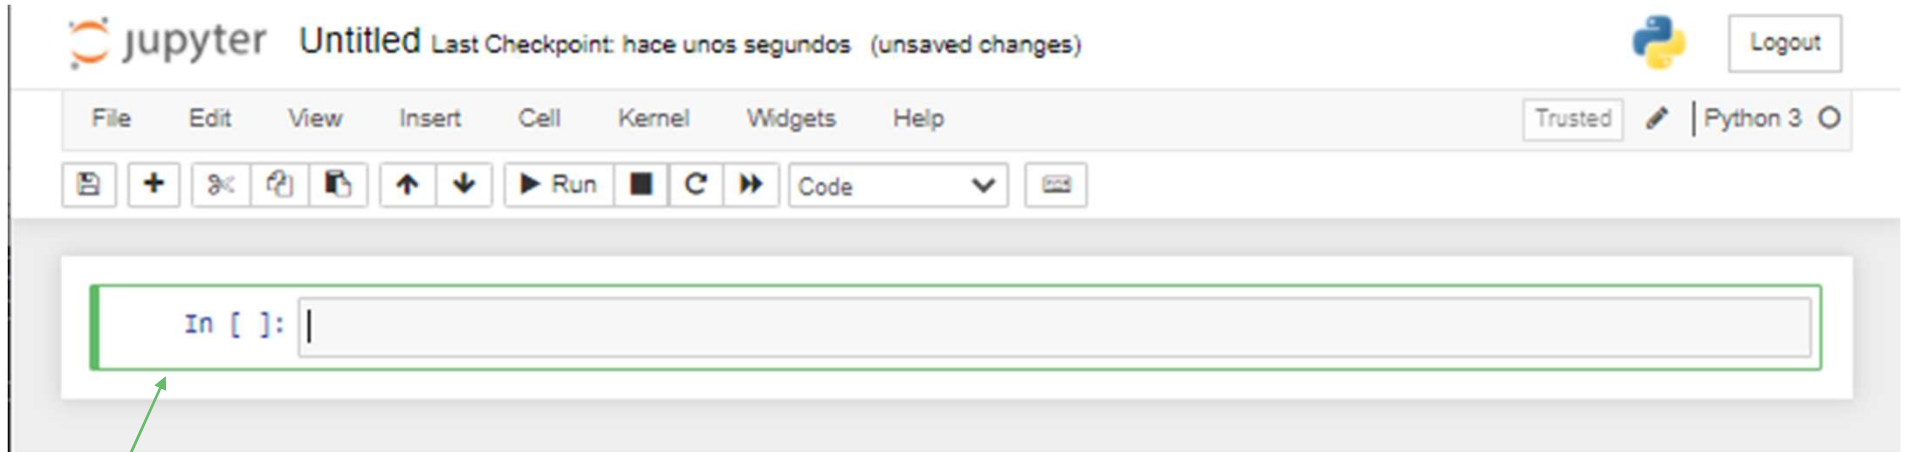 jupyter Untitled Last Checkpoint: hace unos segundos (unsaved changes) Logout
File Edit View Insert Cell Kernel Widgets Help Trusted Python 3
Run Code
In [ ]: